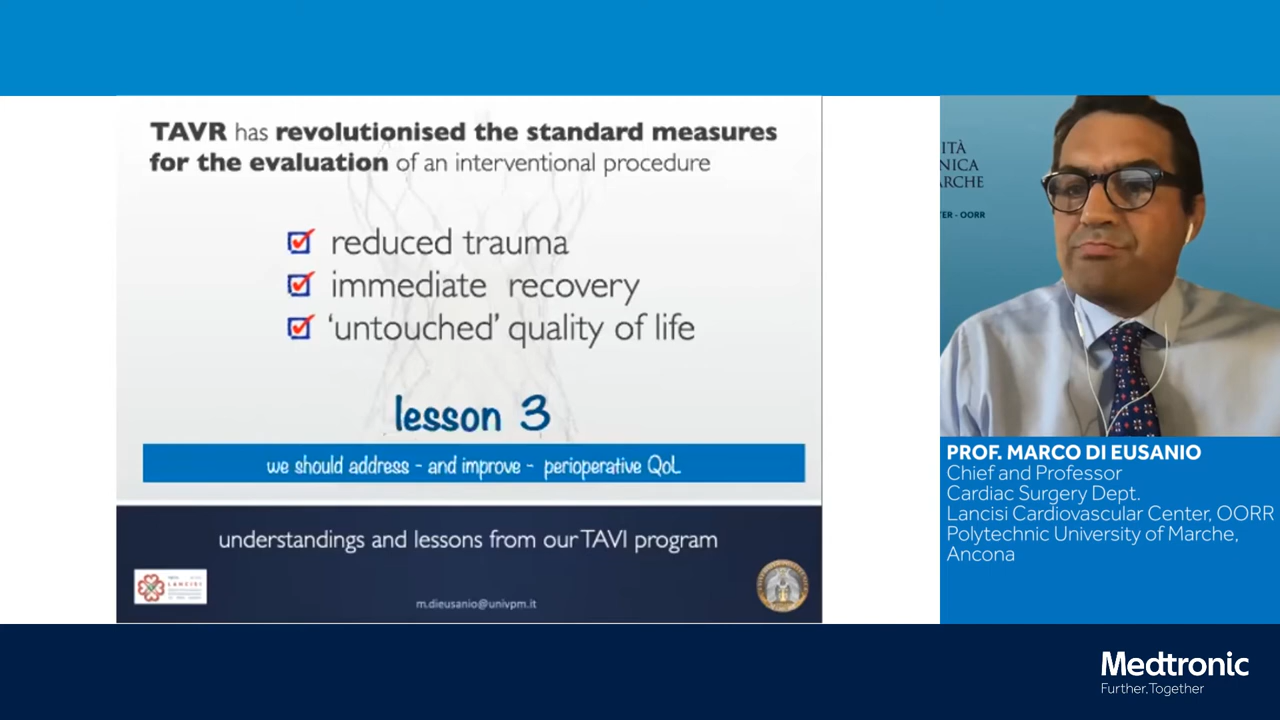 TAVR has revolutionised the standard measures
for the evaluation of an interventional procedure
reduced trauma
immediate recovery
'untouched' quality of life
lesson 3
we should address - and improve - perioperative QoL
understandings and lessons from our TAVI program
LANCISI
m.dieusanio@univpm.it
ITÀ
NICA
ARCHE
ER - OORR
PROF. MARCO DI EUSANIO
Chief and Professor
Cardiac Surgery Dept.
Lancisi Cardiovascular Center, OORR
Polytechnic University of Marche,
Ancona
Medtronic
Further, Together